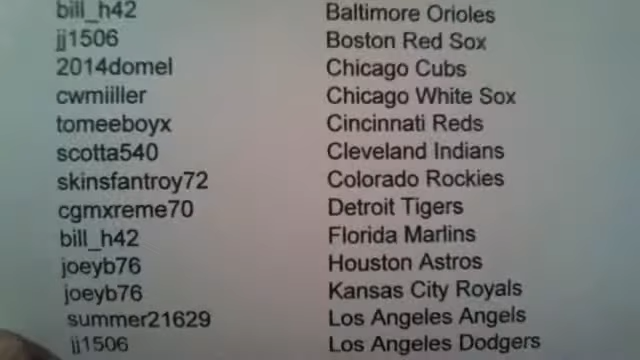 bill_h42 Baltimore Orioles
jj1506 Boston Red Sox
2014domel Chicago Cubs
cwmiiller Chicago White Sox
tomeeboyx Cincinnati Reds
scotta540 Cleveland Indians
skinsfantroy72 Colorado Rockies
cgmxreme70 Detroit Tigers
bill_h42 Florida Marlins
joeyb76 Houston Astros
joeyb76 Kansas City Royals
summer21629 Los Angeles Angels
jj1506 Los Angeles Dodgers